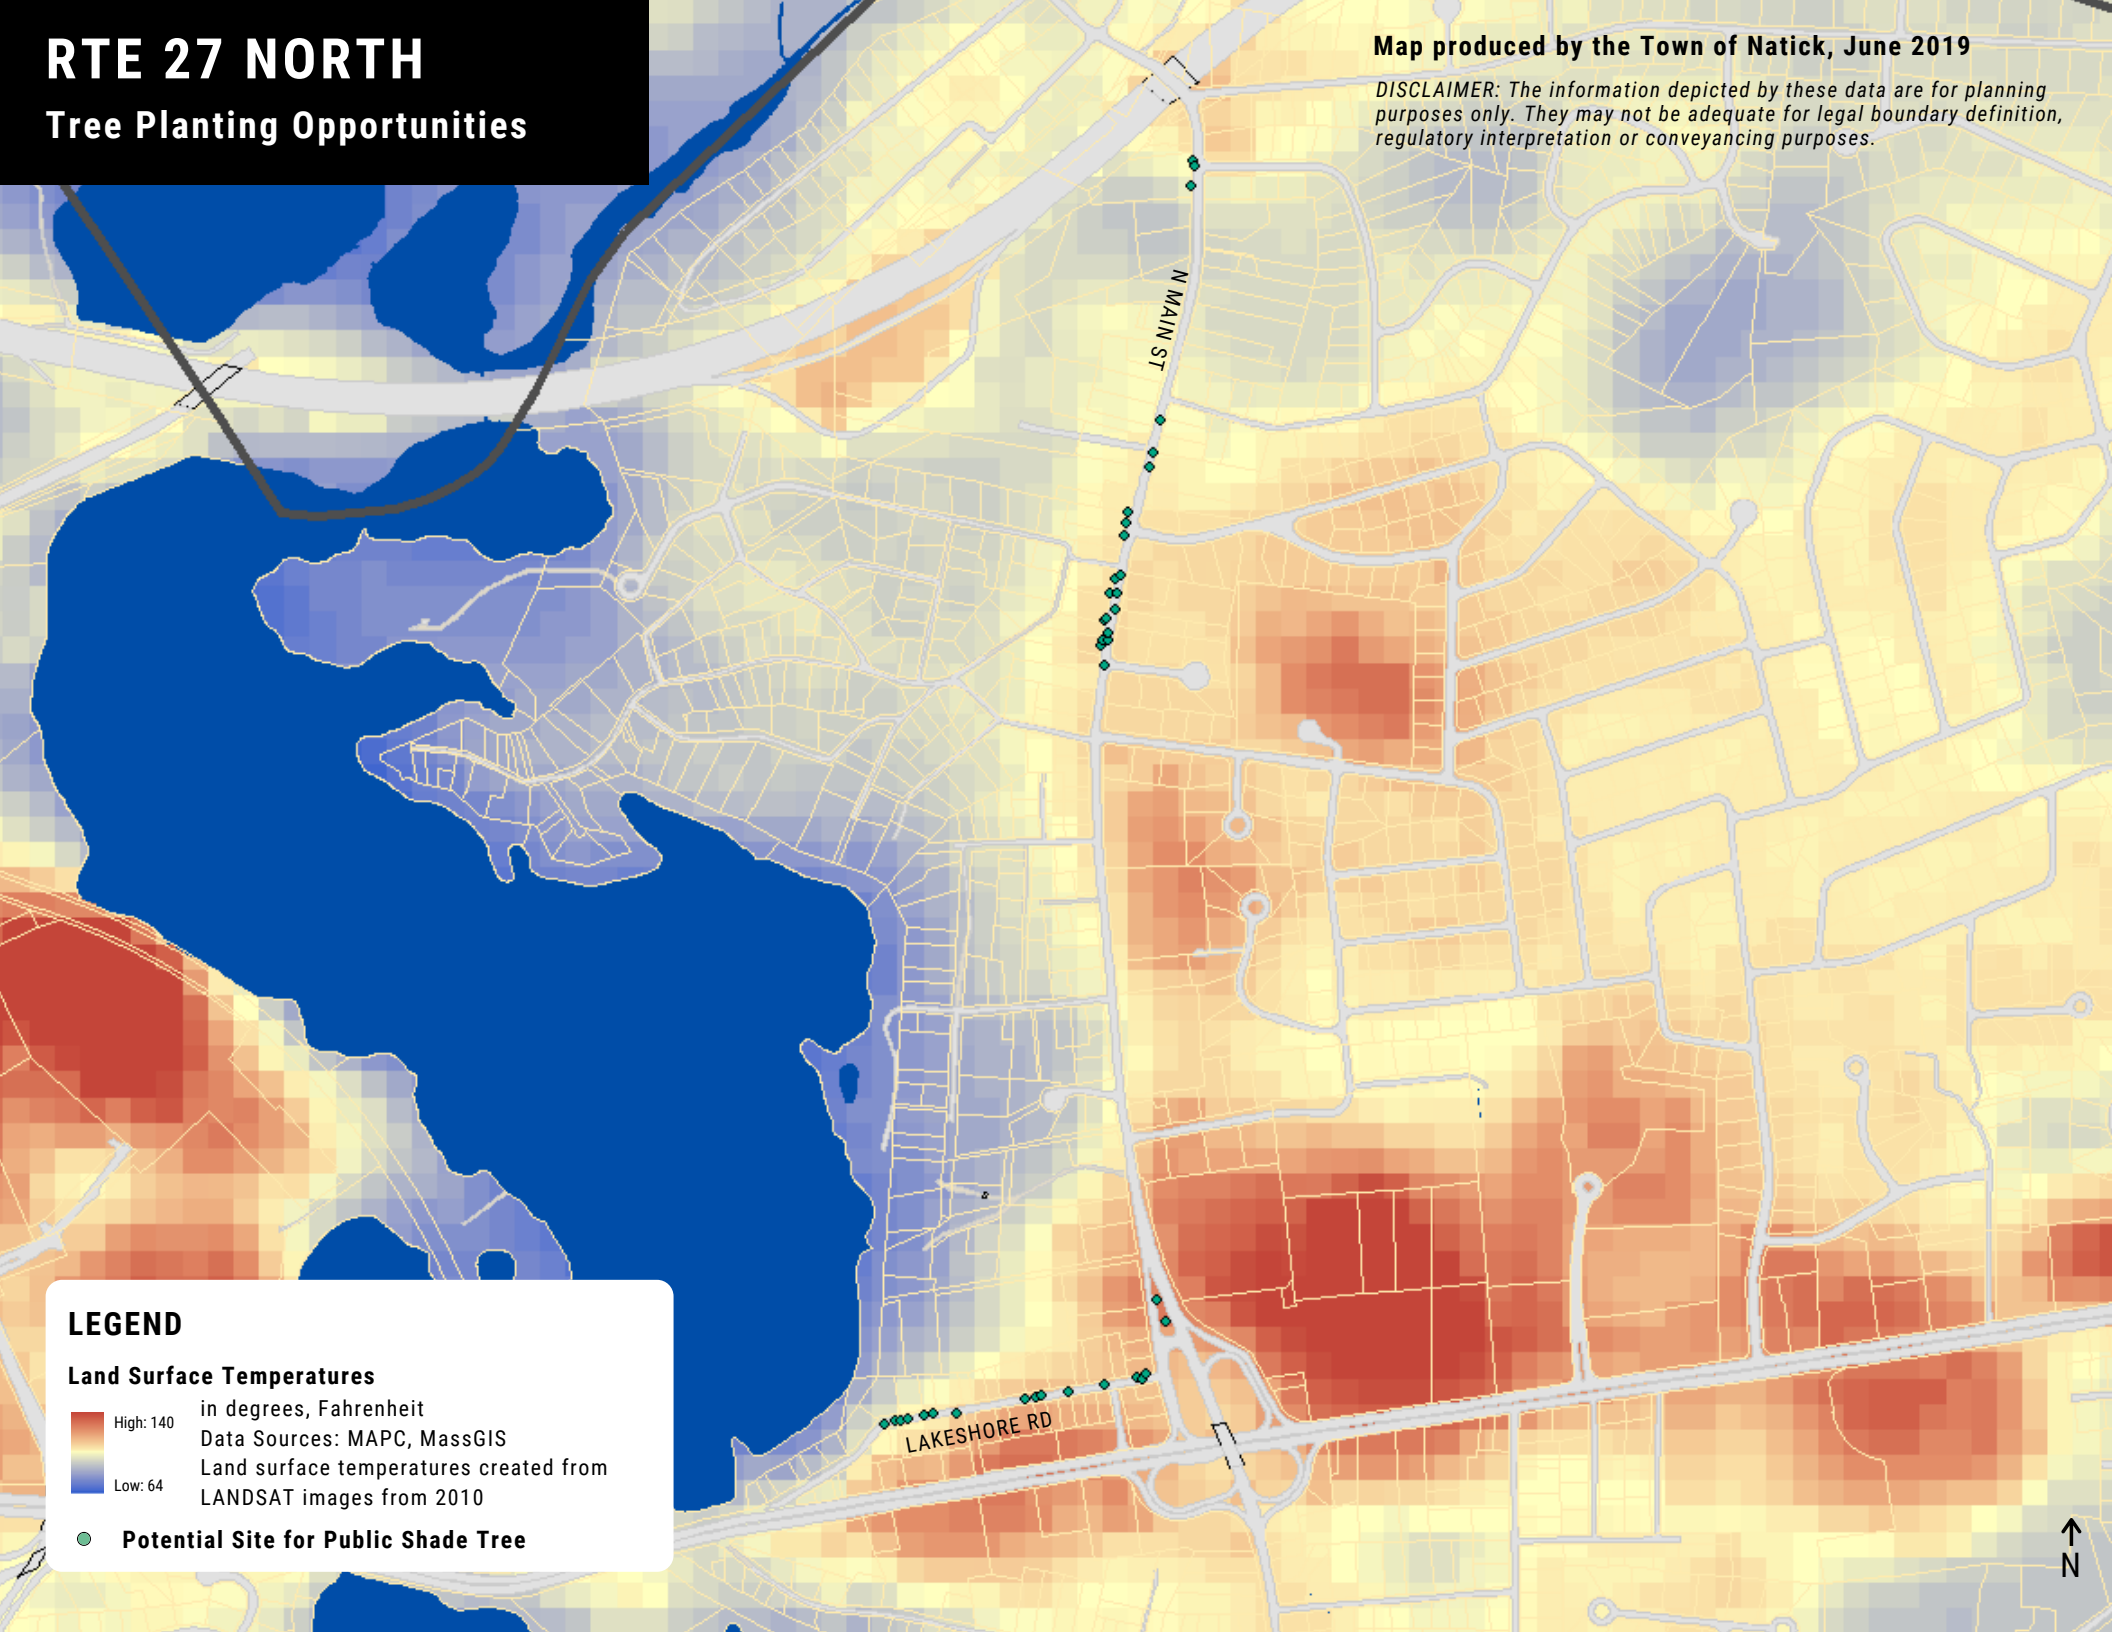 RTE 27 NORTH
Tree Planting Opportunities
Map produced by the Town of Natick, June 2019
DISCLAIMER: The information depicted by these data are for planning
purposes only. They may not be adequate for legal boundary definition,
regulatory interpretation or conveyancing purposes.
N MAIN ST
LAKESHORE RD
LEGEND
Land Surface Temperatures
in degrees, Fahrenheit
High: 140
Data Sources: MAPC, MassGIS
Land surface temperatures created from
Low: 64
LANDSAT images from 2010
Potential Site for Public Shade Tree
N